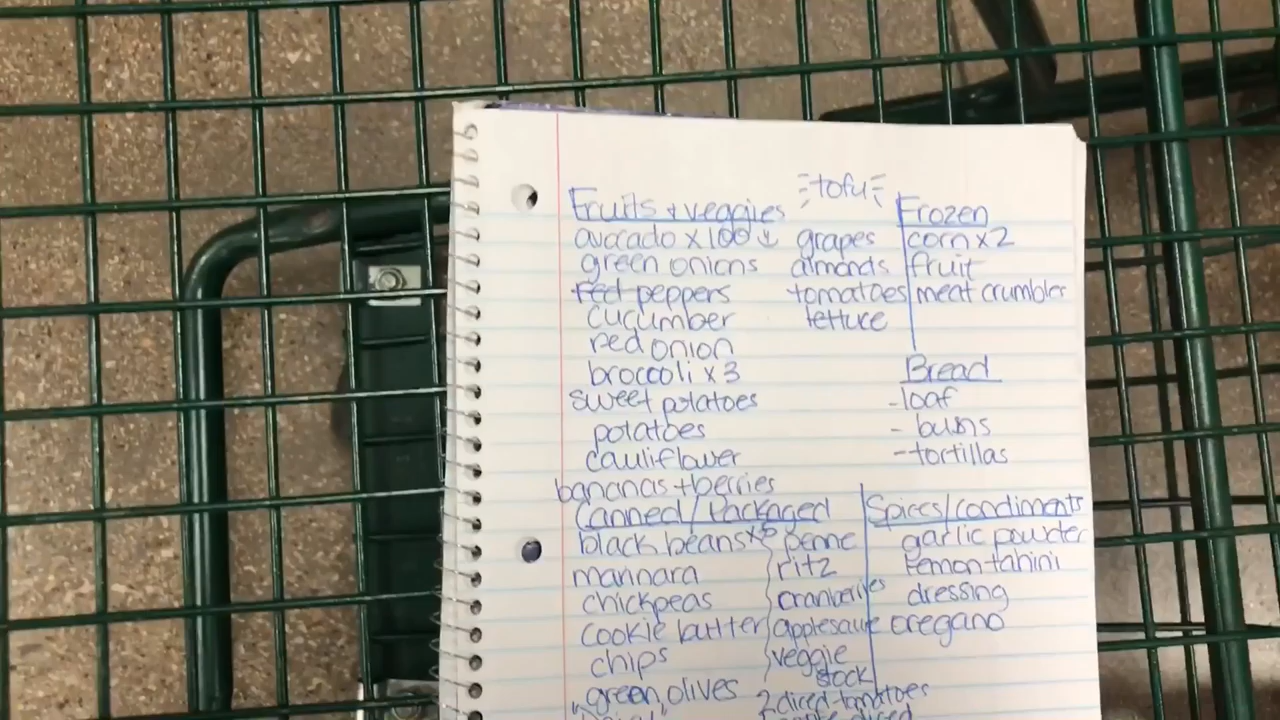 tofu
Fruits + veggies
avocado x 100
green onions
red peppers
cucumber
red onion
broccoli x 3
sweet potatoes
potatoes
cauliflower
bananas + berries
grapes
almonds
tomatoes
lettuce
Frozen
corn x 2
fruit
meat crumbles
Bread
- loaf
- buns
- tortillas
Canned / Packaged
black beans
marinara
chickpeas
cookie butter
chips
green olives
penne
ritz
cranberries
applesauce
veggie
stock
2 diced tomatoes
Spices/condiments
garlic powder
lemon tahini
dressing
oregano